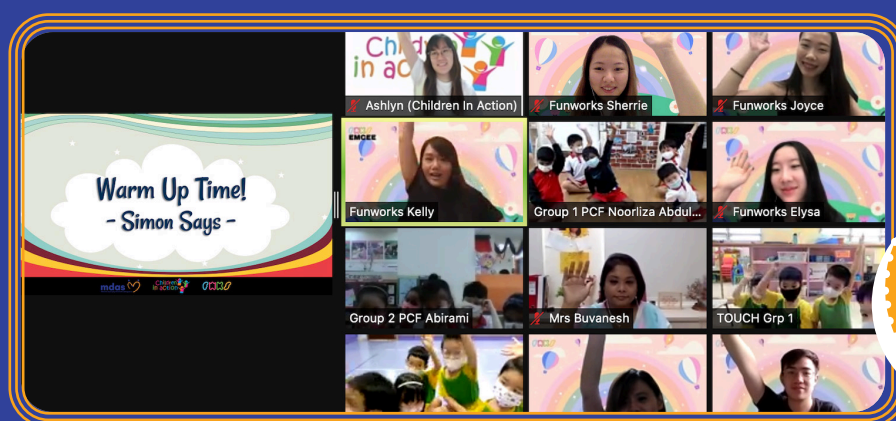 Warm Up Time!
- Simon Says -
mdas
Children
in action
Children
in ac
Ashlyn (Children In Action)
Funworks Sherrie
Funworks Joyce
EMCEE
Funworks Kelly
Group 1 PCF Noorliza Abdul...
Funworks Elysa
Group 2 PCF Abirami
Mrs Buvanesh
TOUCH Grp 1